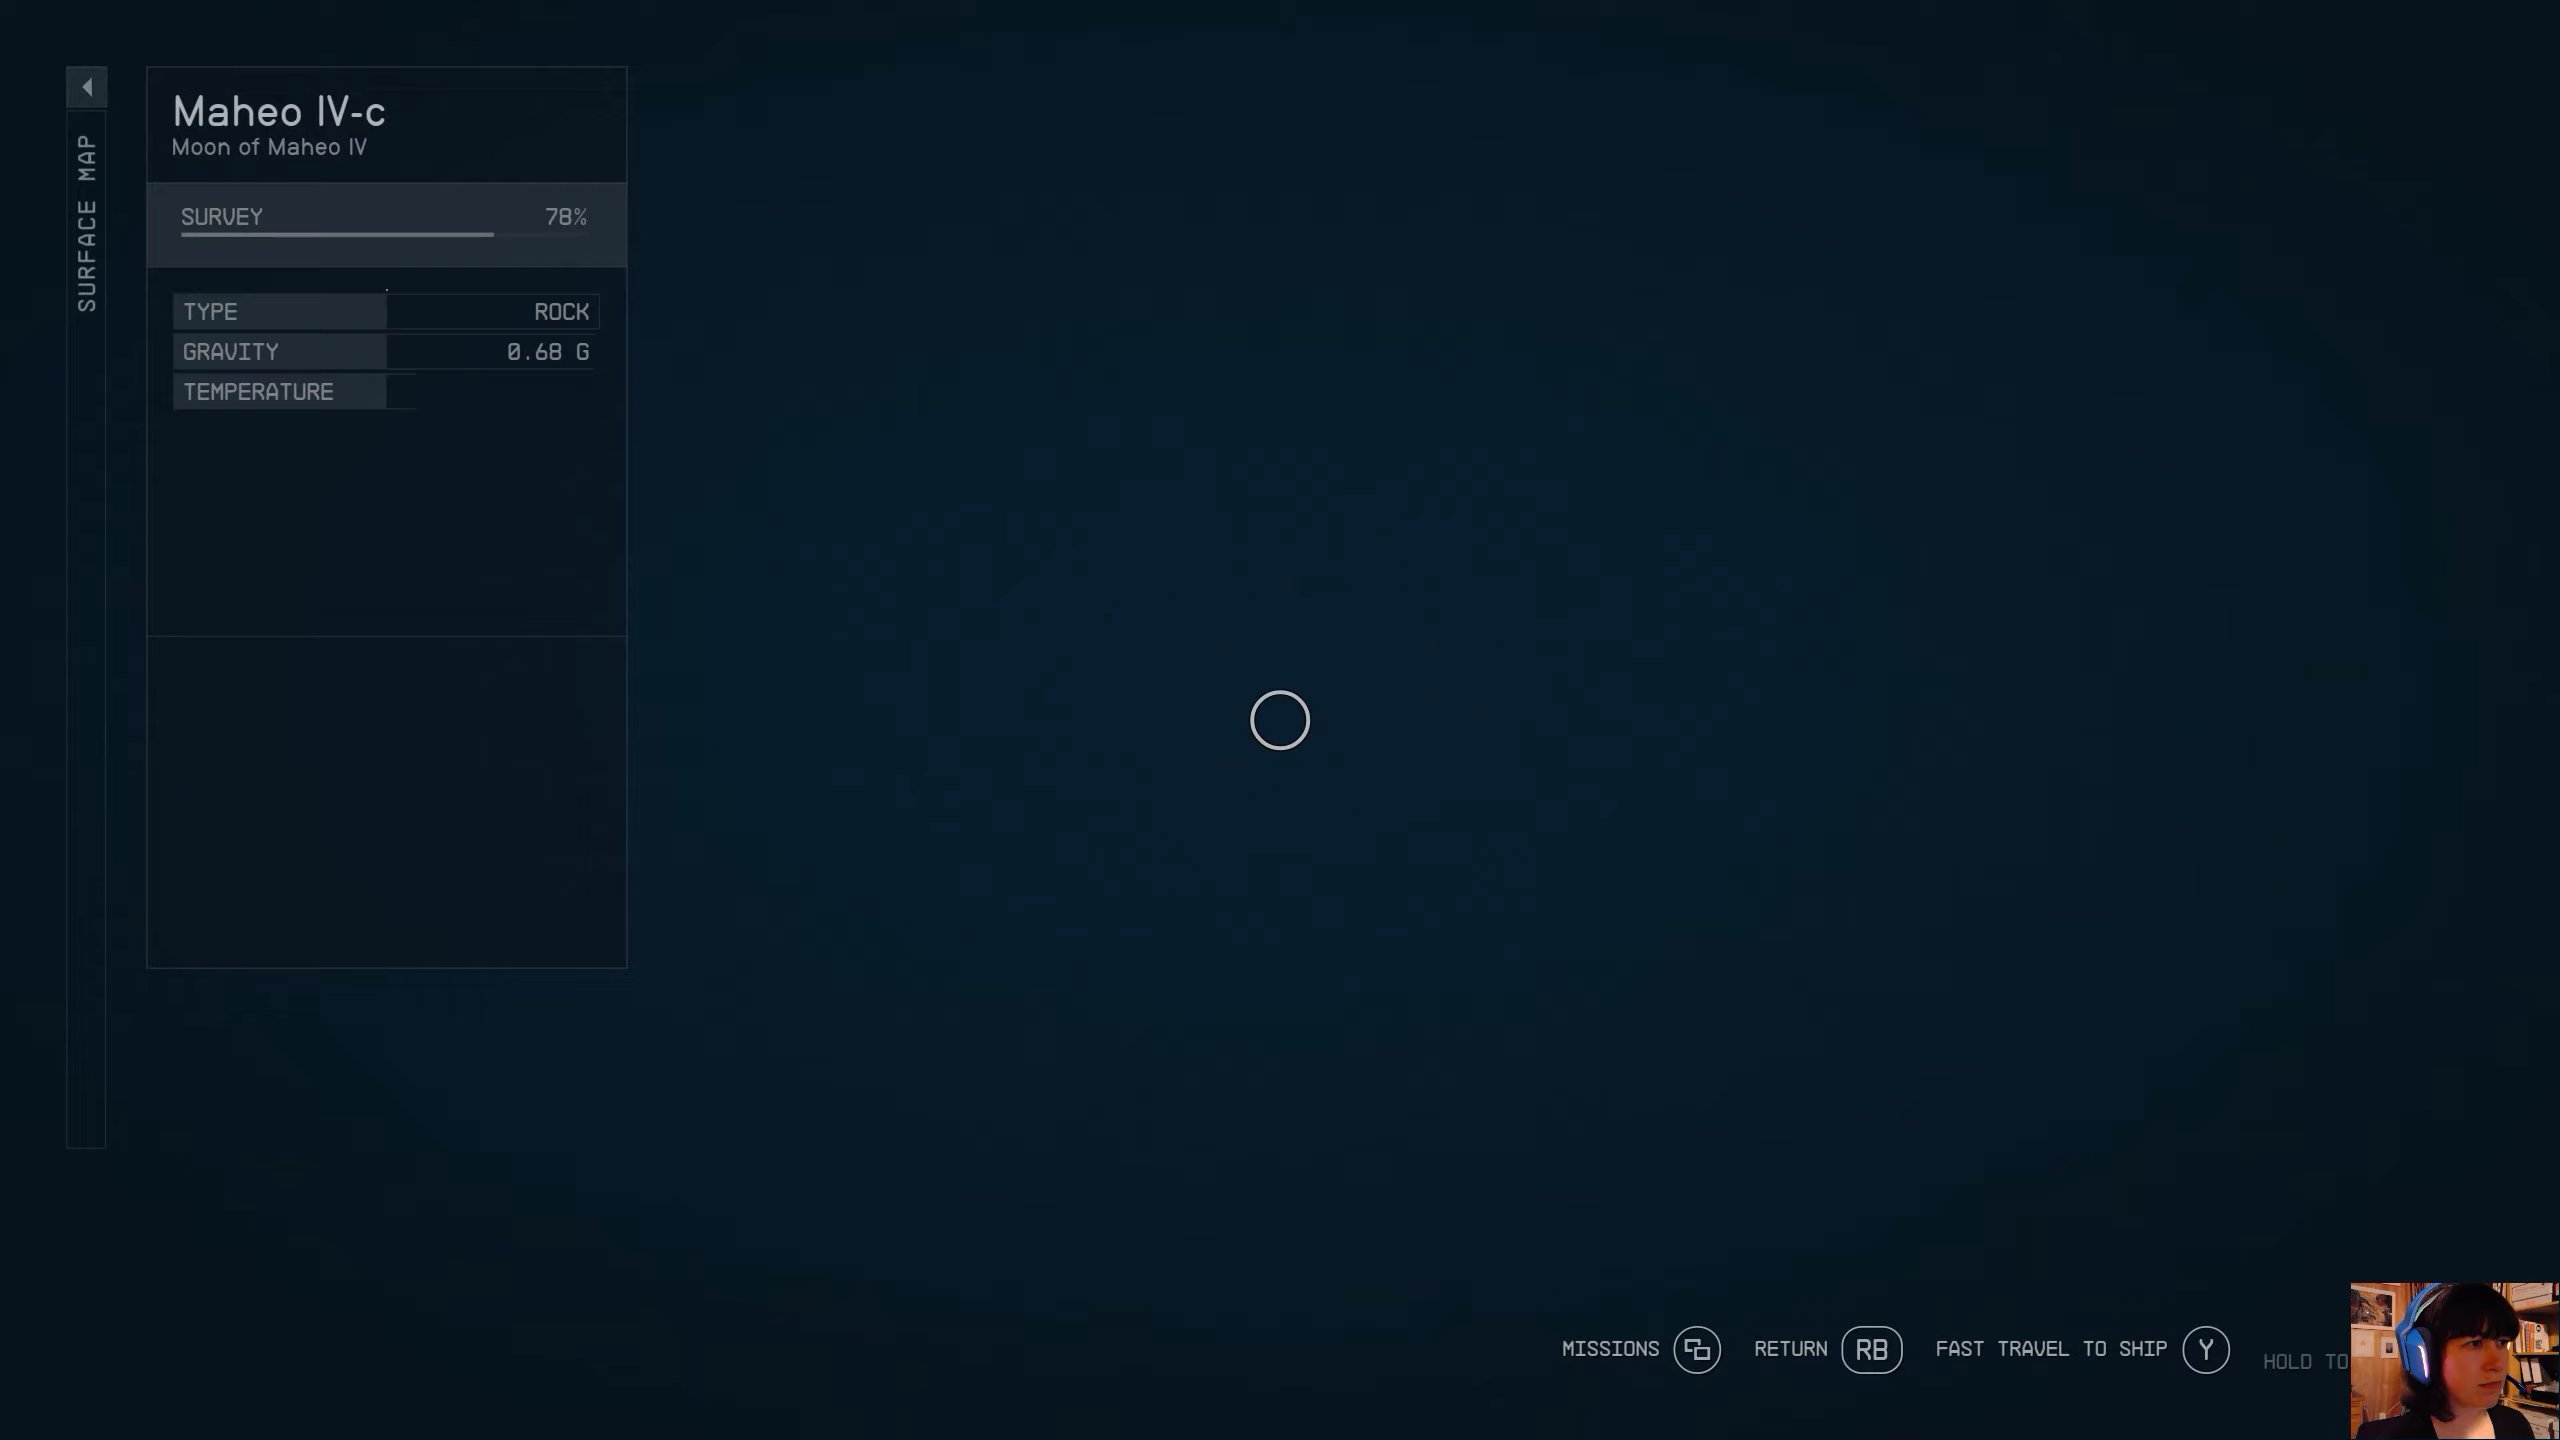 SURFACE MAP
Maheo IV-c
Moon of Maheo IV
SURVEY 78%
TYPE ROCK
GRAVITY 0.68 G
TEMPERATURE
MISSIONS RETURN RB FAST TRAVEL TO SHIP Y HOLD TO